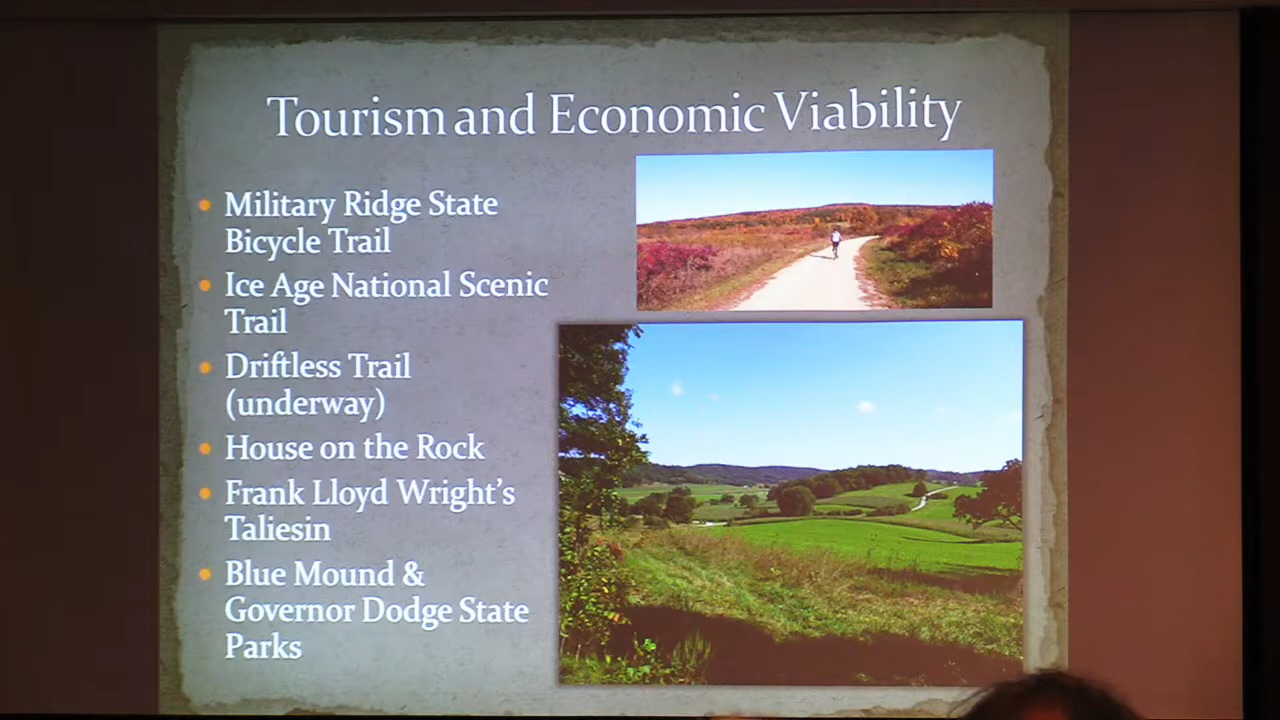 Tourism and Economic Viability
• Military Ridge State
Bicycle Trail
• Ice Age National Scenic
Trail
• Driftless Trail
(underway)
• House on the Rock
• Frank Lloyd Wright’s
Taliesin
• Blue Mound &
Governor Dodge State
Parks